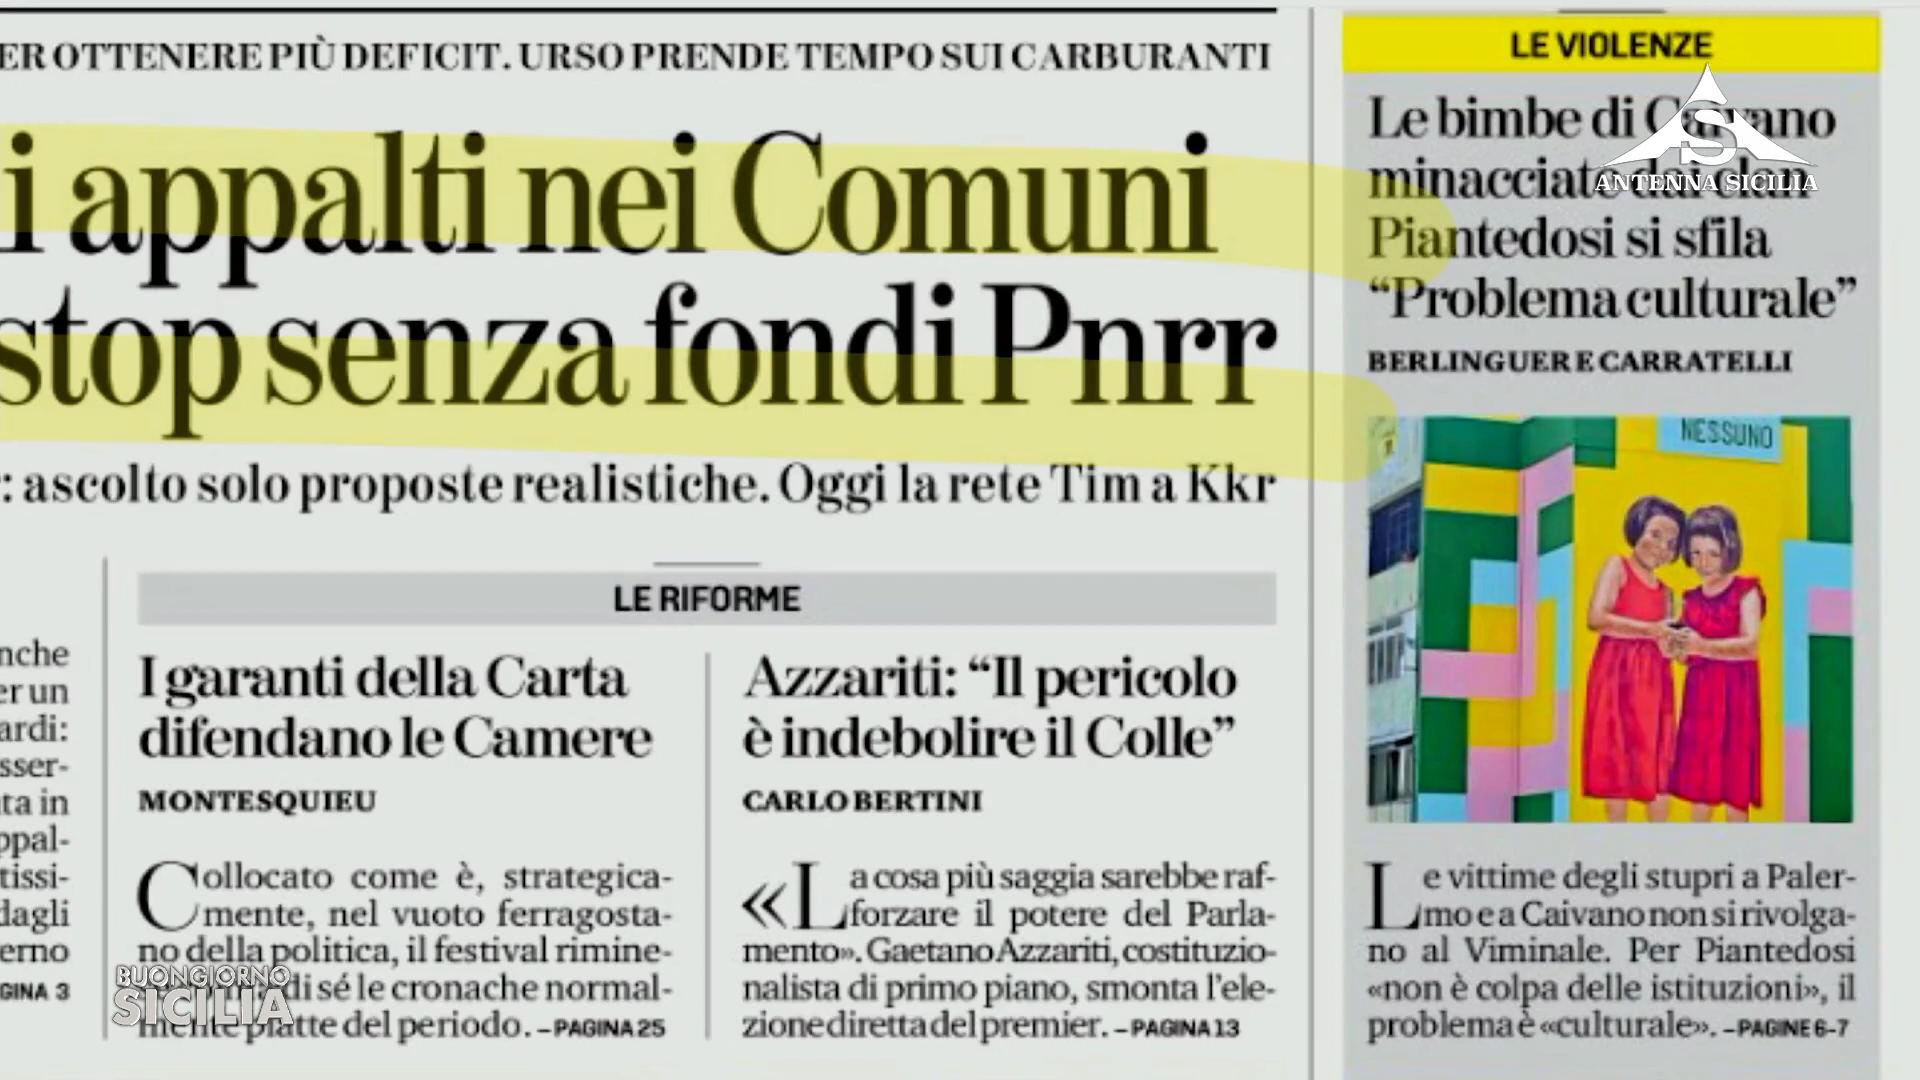 ER OTTENERE PIÙ DEFICIT. URSO PRENDE TEMPO SUI CARBURANTI
i appalti nei Comuni
stop senza fondi Pnrr
: ascolto solo proposte realistiche. Oggi la rete Tim a Kkr
nche
er un
ardi:
sser-
ta in
ppal-
tissi-
dagli
erno
GINA 3
LE RIFORME
I garanti della Carta
difendano le Camere
MONTESQUIEU
Collocato come è, strategica-
mente, nel vuoto ferragosta-
no della politica, il festival rimine-
di sé le cronache normal-
mente piatte del periodo. – PAGINA 25
Azzariti: “Il pericolo
è indebolire il Colle”
CARLO BERTINI
«La cosa più saggia sarebbe raf-
forzare il potere del Parla-
mento». Gaetano Azzariti, costituzio-
nalista di primo piano, smonta l'ele-
zione diretta del premier. – PAGINA 13
LE VIOLENZE
Le bimbe di Caivano
minacciate dai clan
Piantedosi si sfila
“Problema culturale”
BERLINGUER E CARRATELLI
NESSUNO
Le vittime degli stupri a Paler-
mo e a Caivano non si rivolga-
no al Viminale. Per Piantedosi
«non è colpa delle istituzioni», il
problema è «culturale». – PAGINE 6-7
S
ANTENNA SICILIA
BUONGIORNO
SICILIA